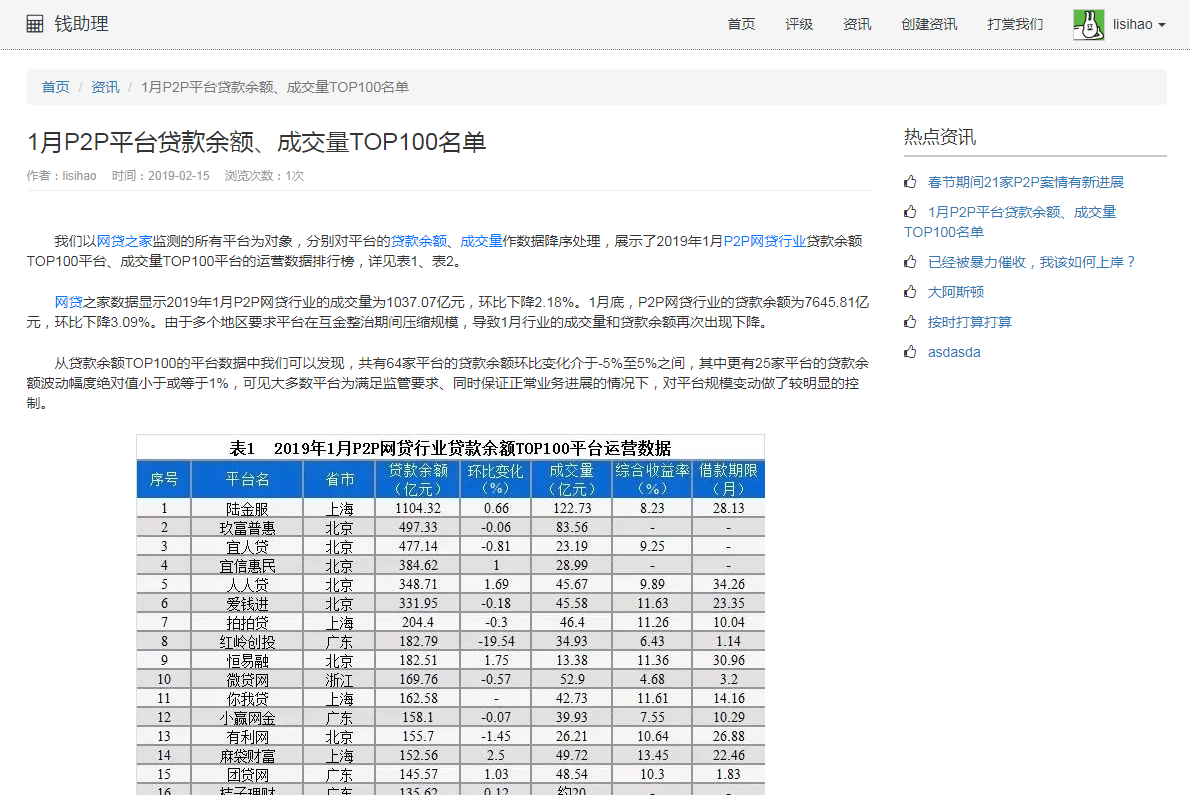 钱助理
首页 评级 资讯 创建资讯 打赏我们 lisihao
首页 / 资讯 / 1月P2P平台贷款余额、成交量TOP100名单
1月P2P平台贷款余额、成交量TOP100名单
作者：lisihao 时间：2019-02-15 浏览次数：1次
我们以网贷之家监测的所有平台为对象，分别对平台的贷款余额、成交量作数据降序处理，展示了2019年1月P2P网贷行业贷款余额
TOP100平台、成交量TOP100平台的运营数据排行榜，详见表1、表2。
网贷之家数据显示2019年1月P2P网贷行业的成交量为1037.07亿元，环比下降2.18%。1月底，P2P网贷行业的贷款余额为7645.81亿
元，环比下降3.09%。由于多个地区要求平台在互金整治期间压缩规模，导致1月行业的成交量和贷款余额再次出现下降。
从贷款余额TOP100的平台数据中我们可以发现，共有64家平台的贷款余额环比变化介于-5%至5%之间，其中更有25家平台的贷款余
额波动幅度绝对值小于或等于1%，可见大多数平台为满足监管要求、同时保证正常业务进展的情况下，对平台规模变动做了较明显的控
制。
表1 2019年1月P2P网贷行业贷款余额TOP100平台运营数据
序号 平台名 省市 贷款余额（亿元） 环比变化（%） 成交量（亿元） 综合收益率（%） 借款期限（月）
1 陆金服 上海 1104.32 0.66 122.73 8.23 28.13
2 玖富普惠 北京 497.33 -0.06 83.56 - -
3 宜人贷 北京 477.14 -0.81 23.19 9.25 -
4 宜信惠民 北京 384.62 1 28.99 - -
5 人人贷 北京 348.71 1.69 45.67 9.89 34.26
6 爱钱进 北京 331.95 -0.18 45.58 11.63 23.35
7 拍拍贷 上海 204.4 -0.3 46.4 11.26 10.04
8 红岭创投 广东 182.79 -19.54 34.93 6.43 1.14
9 恒易融 北京 182.51 1.75 13.38 11.36 30.96
10 微贷网 浙江 169.76 -0.57 52.9 4.68 3.2
11 你我贷 上海 162.58 - 42.73 11.61 14.16
12 小赢网金 广东 158.1 -0.07 39.93 7.55 10.29
13 有利网 北京 155.7 -1.45 26.21 10.64 26.88
14 麻袋财富 上海 152.56 2.5 49.72 13.45 22.46
15 团贷网 广东 145.57 1.03 48.54 10.3 1.83
16 桔子理财 广东 135.62 0.12 约20 - -
热点资讯
春节期间21家P2P案情有新进展
1月P2P平台贷款余额、成交量
TOP100名单
已经被暴力催收，我该如何上岸？
大阿斯顿
按时打算打算
asdasda